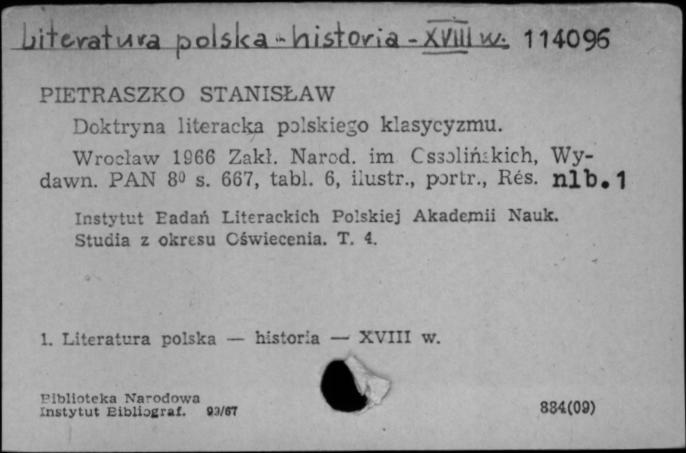 Literatura polska - historia - XVIII w. 114096
PIETRASZKO STANISŁAW
Doktryna literacka polskiego klasycyzmu.
Wrocław 1966 Zakł. Narod. im Ossolińskich, Wy-
dawn. PAN 8⁰ s. 667, tabl. 6, ilustr., portr., Rés. nlb.1
Instytut Badań Literackich Polskiej Akademii Nauk.
Studia z okresu Oświecenia. T. 4.
1. Literatura polska — historia — XVIII w.
Biblioteka Narodowa
Instytut Bibliograf. 93/67
884(09)